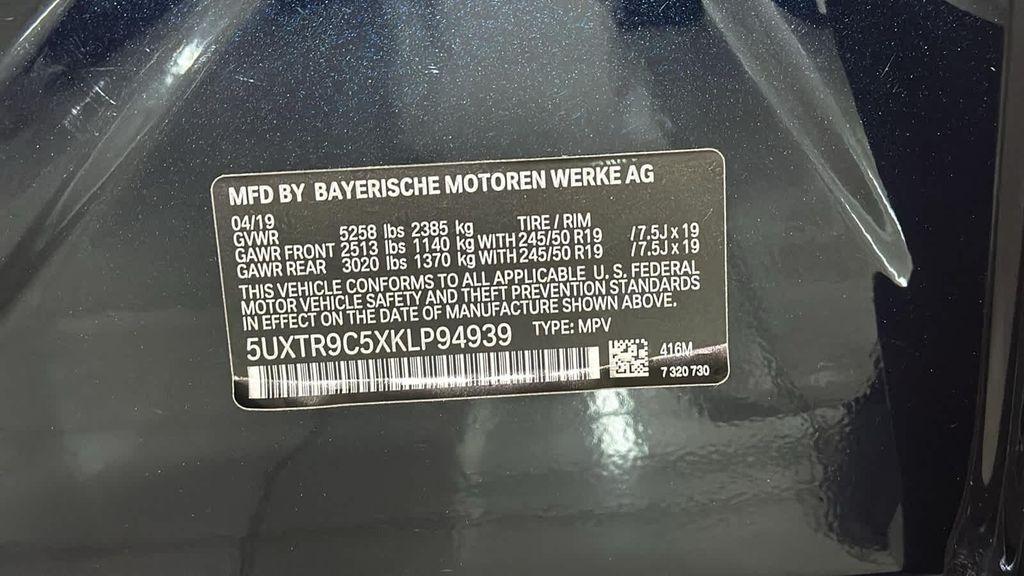 MFD BY BAYERISCHE MOTOREN WERKE AG
04/19 TIRE / RIM
GVWR 5258 lbs 2385 kg
GAWR FRONT 2513 lbs 1140 kg WITH 245/50 R19 /7.5J x 19
GAWR REAR 3020 lbs 1370 kg WITH 245/50 R19 /7.5J x 19
THIS VEHICLE CONFORMS TO ALL APPLICABLE U.S. FEDERAL
MOTOR VEHICLE SAFETY AND THEFT PREVENTION STANDARDS
IN EFFECT ON THE DATE OF MANUFACTURE SHOWN ABOVE.
5UXTR9C5XKLP94939 TYPE: MPV
416M
7 320 730